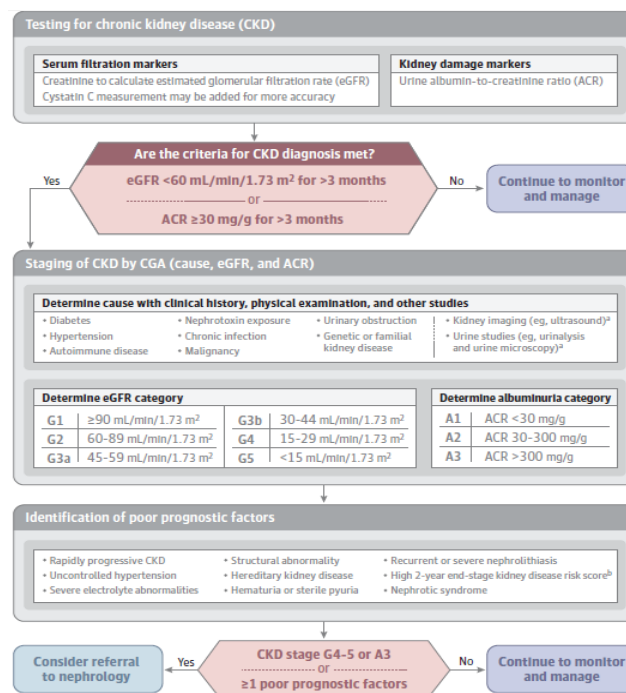 Testing for chronic kidney disease (CKD)
Serum filtration markers
Creatinine to calculate estimated glomerular filtration rate (eGFR)
Cystatin C measurement may be added for more accuracy
Kidney damage markers
Urine albumin-to-creatinine ratio (ACR)
Are the criteria for CKD diagnosis met?
eGFR <60 mL/min/1.73 m² for >3 months
or
ACR ≥30 mg/g for >3 months
Yes
No
Continue to monitor
and manage
Staging of CKD by CGA (cause, eGFR, and ACR)
Determine cause with clinical history, physical examination, and other studies
• Diabetes
• Hypertension
• Autoimmune disease
• Nephrotoxin exposure
• Chronic infection
• Malignancy
• Urinary obstruction
• Genetic or familial
kidney disease
• Kidney imaging (eg, ultrasound)ᵃ
• Urine studies (eg, urinalysis
and urine microscopy)ᵃ
Determine eGFR category
G1 ≥90 mL/min/1.73 m²
G2 60-89 mL/min/1.73 m²
G3a 45-59 mL/min/1.73 m²
G3b 30-44 mL/min/1.73 m²
G4 15-29 mL/min/1.73 m²
G5 <15 mL/min/1.73 m²
Determine albuminuria category
A1 ACR <30 mg/g
A2 ACR 30-300 mg/g
A3 ACR >300 mg/g
Identification of poor prognostic factors
• Rapidly progressive CKD
• Uncontrolled hypertension
• Severe electrolyte abnormalities
• Structural abnormality
• Hereditary kidney disease
• Hematuria or sterile pyuria
• Recurrent or severe nephrolithiasis
• High 2-year end-stage kidney disease risk scoreᵇ
• Nephrotic syndrome
Consider referral
to nephrology
Yes
CKD stage G4-5 or A3
or
≥1 poor prognostic factors
No
Continue to monitor
and manage